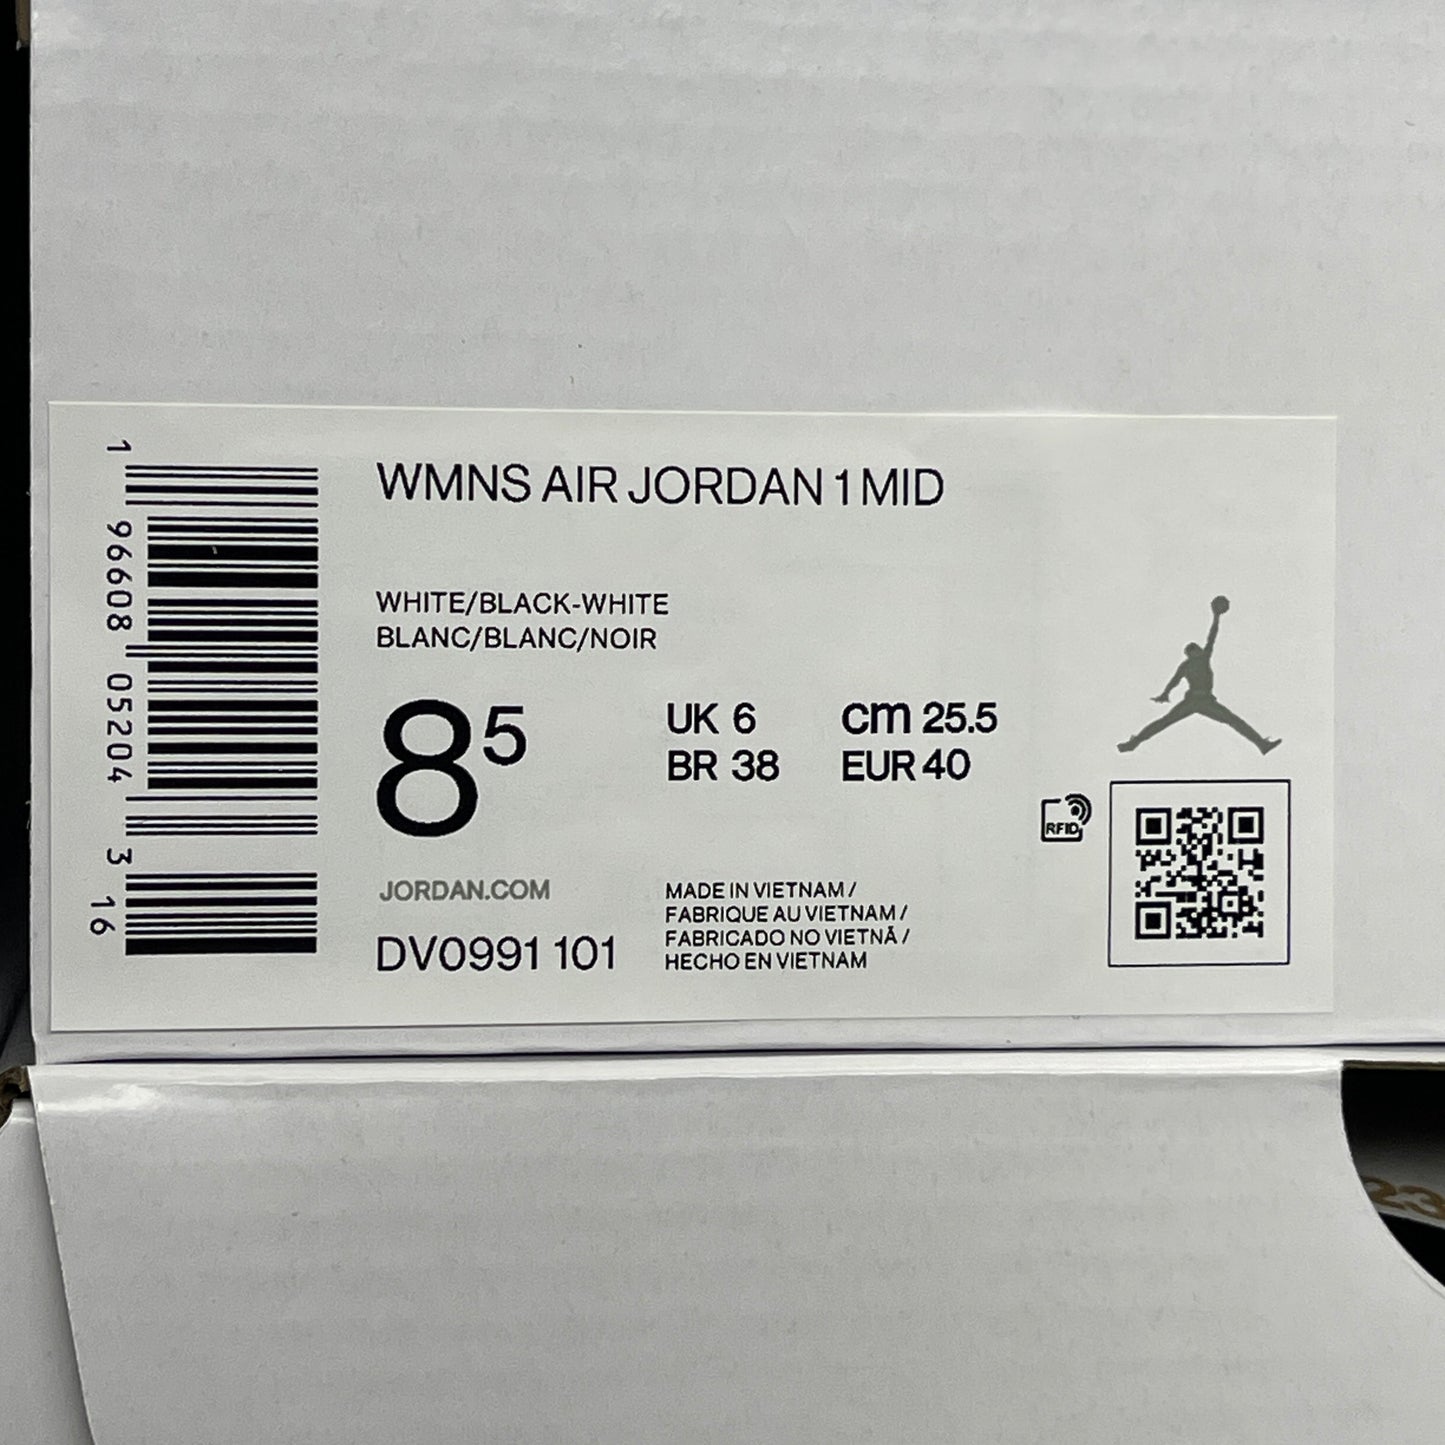 WMNS AIR JORDAN 1 MID
WHITE/BLACK-WHITE
BLANC/BLANC/NOIR
8 5
UK 6
BR 38
cm 25.5
EUR 40
RFID
JORDAN.COM
DV0991 101
MADE IN VIETNAM /
FABRIQUE AU VIETNAM /
FABRICADO NO VIETNÃ /
HECHO EN VIETNAM
1 96608 05204 3
16
23